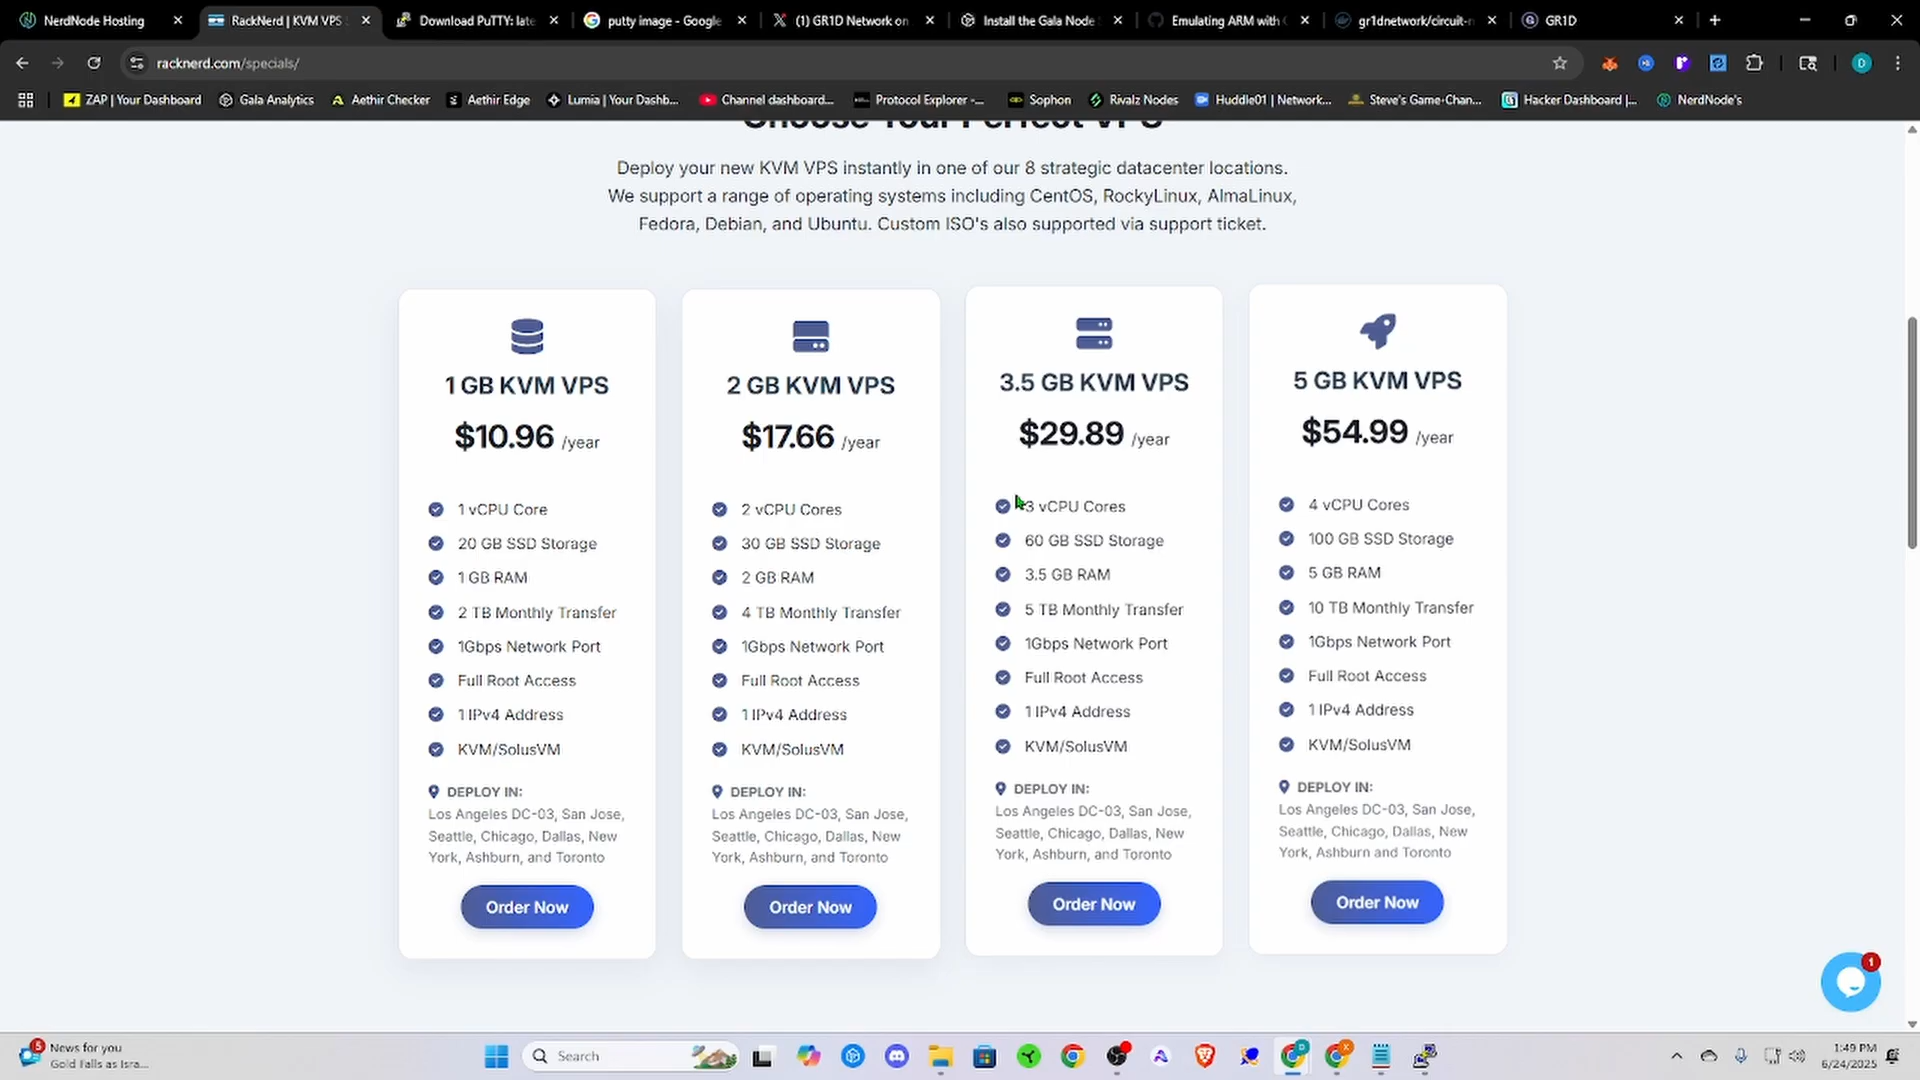 NerdNode Hosting
RackNerd | KVM VPS
Download PuTTY: late
putty image - Google
(1) GR1D Network on
Install the Gala Node
Emulating ARM with
gr1dnetwork/circuit-
GR1D
racknerd.com/specials/
D
ZAP | Your Dashboard
Gala Analytics
Aethir Checker
Aethir Edge
Lumia | Your Dashb...
Channel dashboard...
Protocol Explorer -...
Sophon
Rivalz Nodes
Huddle01 | Network...
Steve's Game-Chan...
Hacker Dashboard |...
NerdNode's
Choose Your Perfect VPS
Deploy your new KVM VPS instantly in one of our 8 strategic datacenter locations.
We support a range of operating systems including CentOS, RockyLinux, AlmaLinux,
Fedora, Debian, and Ubuntu. Custom ISO's also supported via support ticket.
1 GB KVM VPS
$10.96 /year
1 vCPU Core
20 GB SSD Storage
1 GB RAM
2 TB Monthly Transfer
1Gbps Network Port
Full Root Access
1 IPv4 Address
KVM/SolusVM
DEPLOY IN:
Los Angeles DC-03, San Jose,
Seattle, Chicago, Dallas, New
York, Ashburn, and Toronto
Order Now
2 GB KVM VPS
$17.66 /year
2 vCPU Cores
30 GB SSD Storage
2 GB RAM
4 TB Monthly Transfer
1Gbps Network Port
Full Root Access
1 IPv4 Address
KVM/SolusVM
DEPLOY IN:
Los Angeles DC-03, San Jose,
Seattle, Chicago, Dallas, New
York, Ashburn, and Toronto
Order Now
3.5 GB KVM VPS
$29.89 /year
3 vCPU Cores
60 GB SSD Storage
3.5 GB RAM
5 TB Monthly Transfer
1Gbps Network Port
Full Root Access
1 IPv4 Address
KVM/SolusVM
DEPLOY IN:
Los Angeles DC-03, San Jose,
Seattle, Chicago, Dallas, New
York, Ashburn, and Toronto
Order Now
5 GB KVM VPS
$54.99 /year
4 vCPU Cores
100 GB SSD Storage
5 GB RAM
10 TB Monthly Transfer
1Gbps Network Port
Full Root Access
1 IPv4 Address
KVM/SolusVM
DEPLOY IN:
Los Angeles DC-03, San Jose,
Seattle, Chicago, Dallas, New
York, Ashburn and Toronto
Order Now
1
5
News for you
Gold Falls as Isra...
Search
1:49 PM
6/24/2025